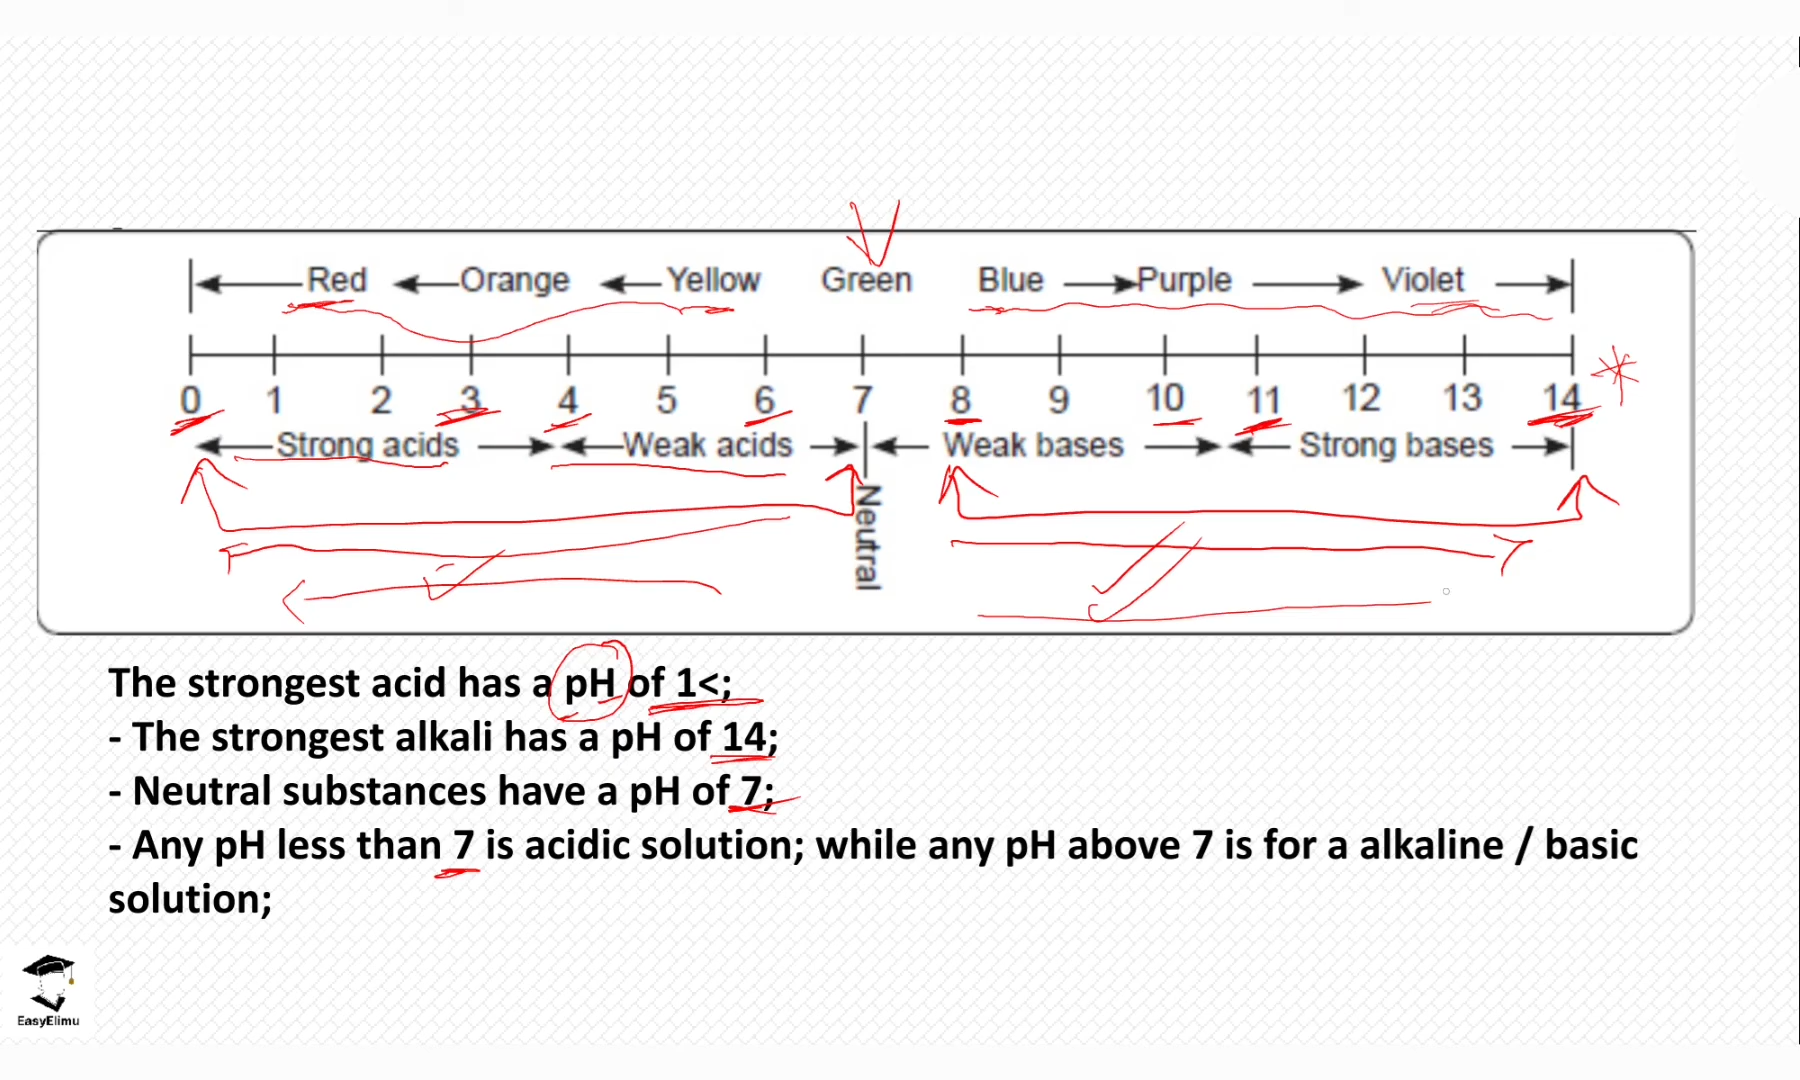 Red Orange Yellow Green Blue Purple Violet
0 1 2 3 4 5 6 7 8 9 10 11 12 13 14
Strong acids Weak acids Weak bases Strong bases
Neutral
The strongest acid has a pH of 1<;
- The strongest alkali has a pH of 14;
- Neutral substances have a pH of 7;
- Any pH less than 7 is acidic solution; while any pH above 7 is for a alkaline / basic
solution;
EasyElimu